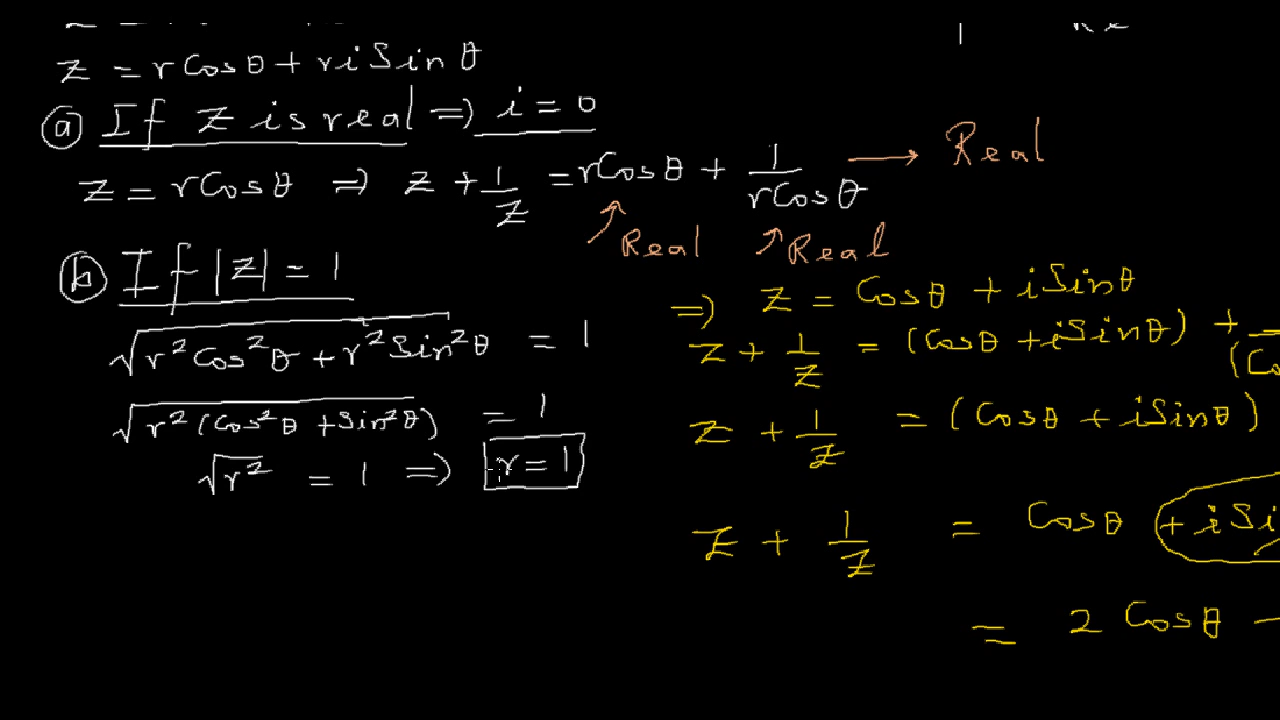 z = r Cos θ + r i Sin θ
ⓐ If z is real ⇒ i = 0
z = r Cos θ ⇒ z + 1/z = r Cos θ + 1/(r Cos θ) → Real
Real Real
ⓑ If |z| = 1
√(r² Cos² θ + r² Sin² θ) = 1
√(r² (Cos² θ + Sin² θ)) = 1
√r² = 1 ⇒ r = 1
⇒ z = Cos θ + i Sin θ
z + 1/z = (Cos θ + i Sin θ) +
z + 1/z = (Cos θ + i Sin θ)
z + 1/z = Cos θ + i Si
= 2 Cos θ